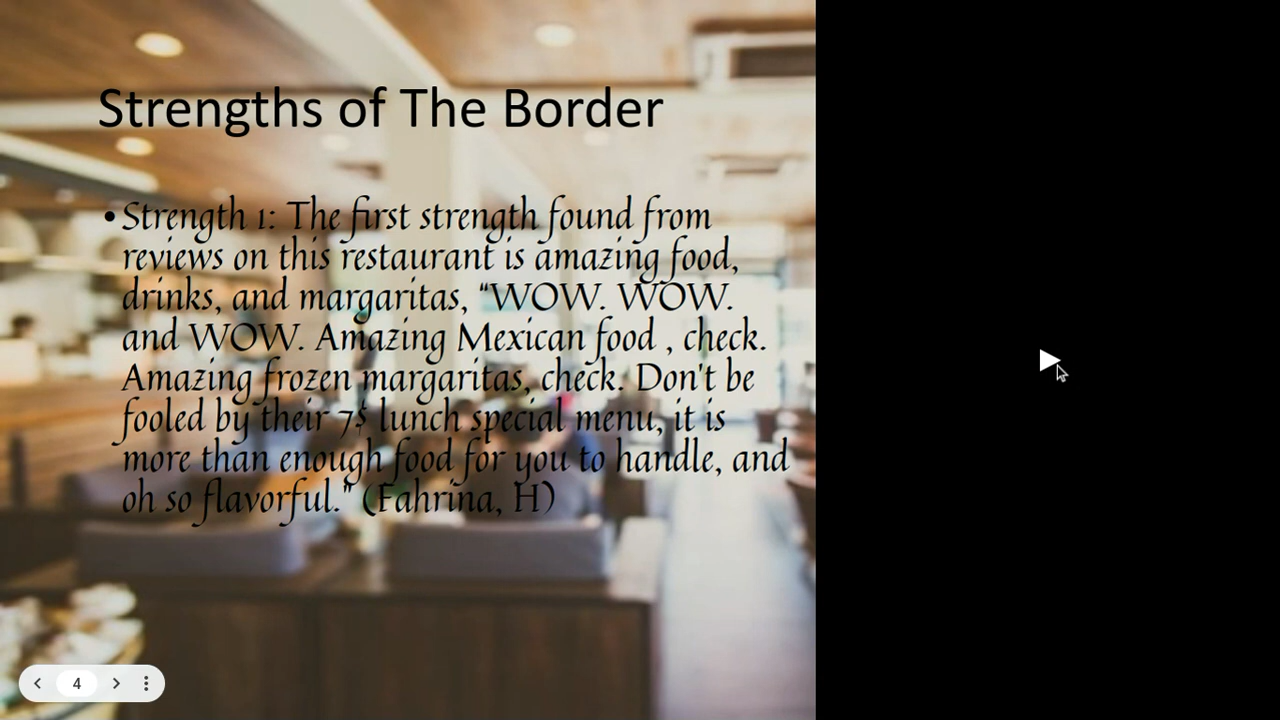 Strengths of The Border
•Strength 1: The first strength found from
reviews on this restaurant is amazing food,
drinks, and margaritas, “WOW. WOW.
and WOW. Amazing Mexican food , check.
Amazing frozen margaritas, check. Don't be
fooled by their 7$ lunch special menu, it is
more than enough food for you to handle, and
oh so flavorful.” (Fahrina, H)
4